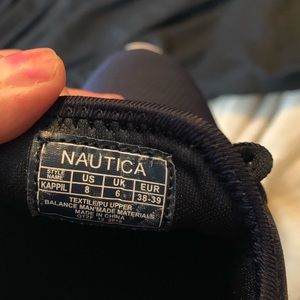 NAUTICA
STYLE NAME US UK EUR
KAPPIL 8 6 38-39
TEXTILE/PU UPPER
BALANCE MAN'MADE MATERIALS
MADE IN CHINA